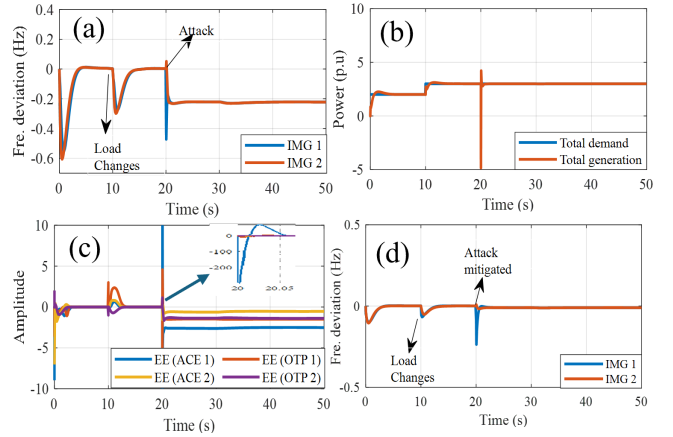 (a)
Fre. deviation (Hz)
0.4
0.2
0
-0.2
-0.4
-0.6
Attack
Load
Changes
IMG 1
IMG 2
0 10 20 30 40 50
Time (s)
(b)
Power (p.u)
10
5
0
-5
Total demand
Total generation
0 10 20 30 40 50
Time (s)
(c)
Amplitude
10
5
0
-5
-10
0
-100
-200
20 20.05
EE (ACE 1) EE (OTP 1)
EE (ACE 2) EE (OTP 2)
0 10 20 30 40 50
Time (s)
(d)
Fre. deviation (Hz)
0.5
0
-0.5
Attack
mitigated
Load
Changes
IMG 1
IMG 2
0 10 20 30 40 50
Time (s)